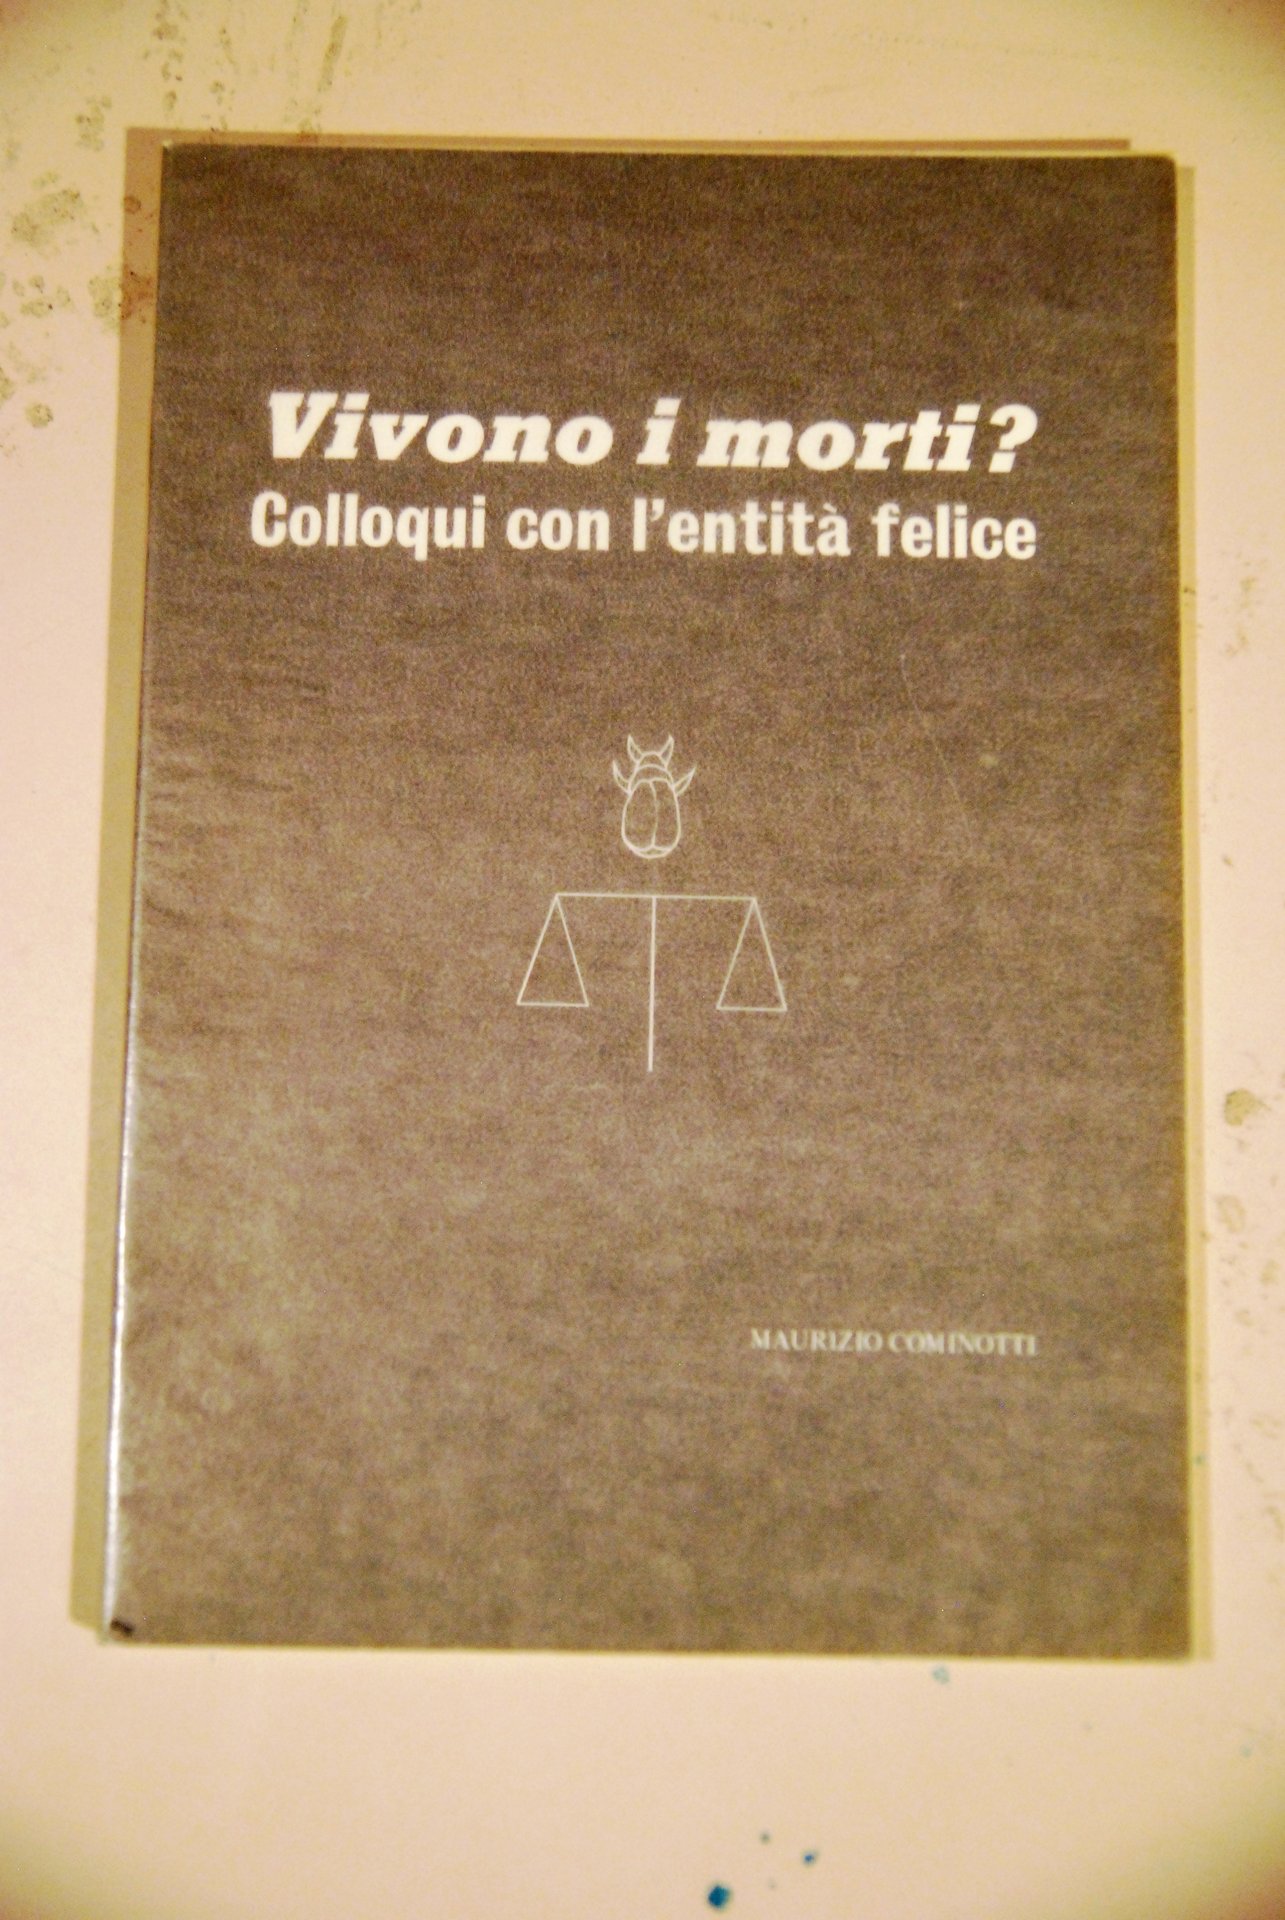 Vivono i morti?
Colloqui con l'entità felice
MAURIZIO COMINOTTI